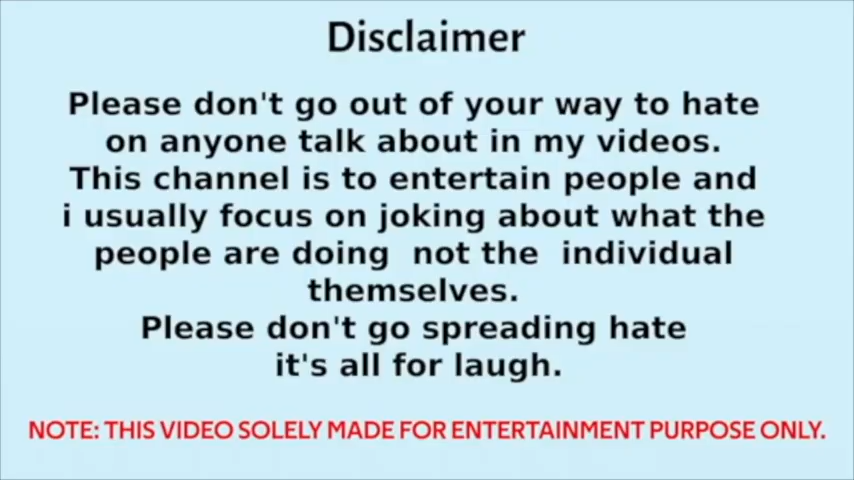 Disclaimer
Please don't go out of your way to hate
on anyone talk about in my videos.
This channel is to entertain people and
i usually focus on joking about what the
people are doing not the individual
themselves.
Please don't go spreading hate
it's all for laugh.
NOTE: THIS VIDEO SOLELY MADE FOR ENTERTAINMENT PURPOSE ONLY.